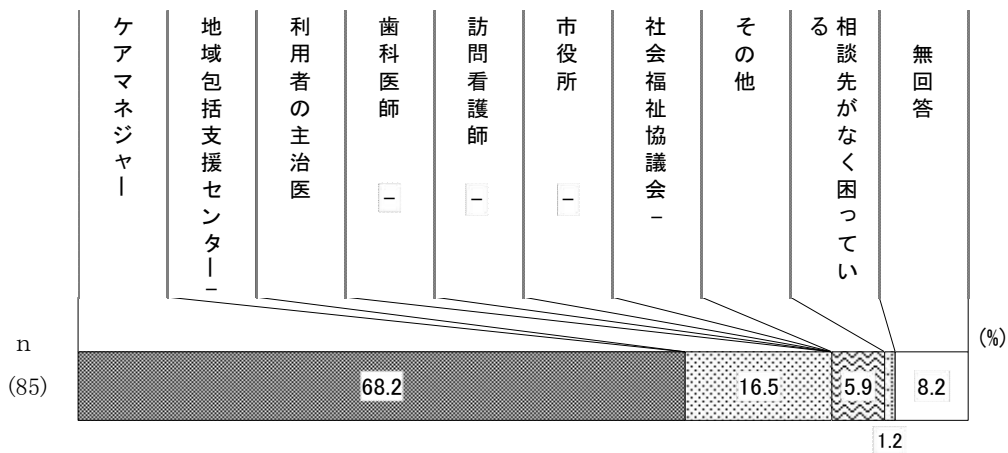 ケアマネジャー
地域包括支援センター－
利用者の主治医
歯科医師
－
訪問看護師
－
市役所
－
社会福祉協議会－
その他
相談先がなく困ってい
る
無回答
(%)
n
(85)
68.2
16.5
5.9
8.2
1.2